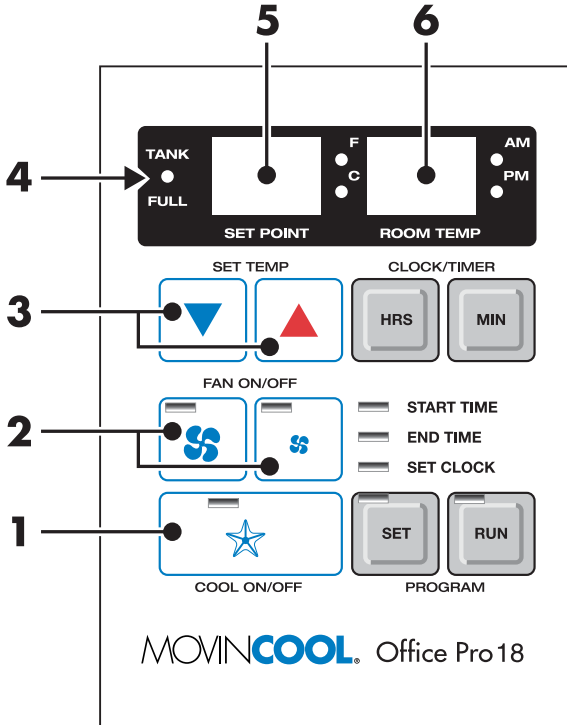 5 6
F AM
TANK
4 C PM
FULL
SET POINT ROOM TEMP
SET TEMP CLOCK/TIMER
3 HRS MIN
FAN ON/OFF
START TIME
2 END TIME
SET CLOCK
1 SET RUN
COOL ON/OFF PROGRAM
MOVINCOOL® Office Pro18